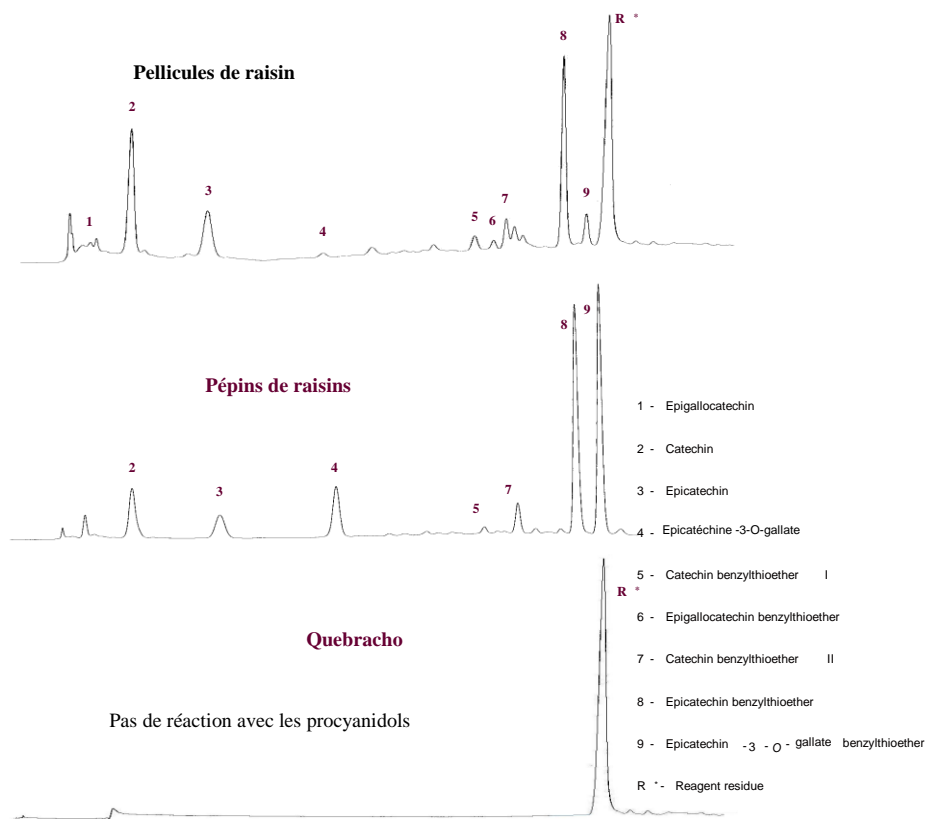 R *
8
Pellicules de raisin
2
3
9
7
5
6
1
4
9
8
Pépins de raisins
1 - Epigallocatechin
2 - Catechin
2
4
3
7
5
3 - Epicatechin
4 - Epicatéchine -3-O-gallate
5 - Catechin benzylthioether I
R *
6 - Epigallocatechin benzylthioether
Quebracho
7 - Catechin benzylthioether II
8 - Epicatechin benzylthioether
Pas de réaction avec les procyanidols
9 - Epicatechin -3 - O - gallate benzylthioether
R * - Reagent residue